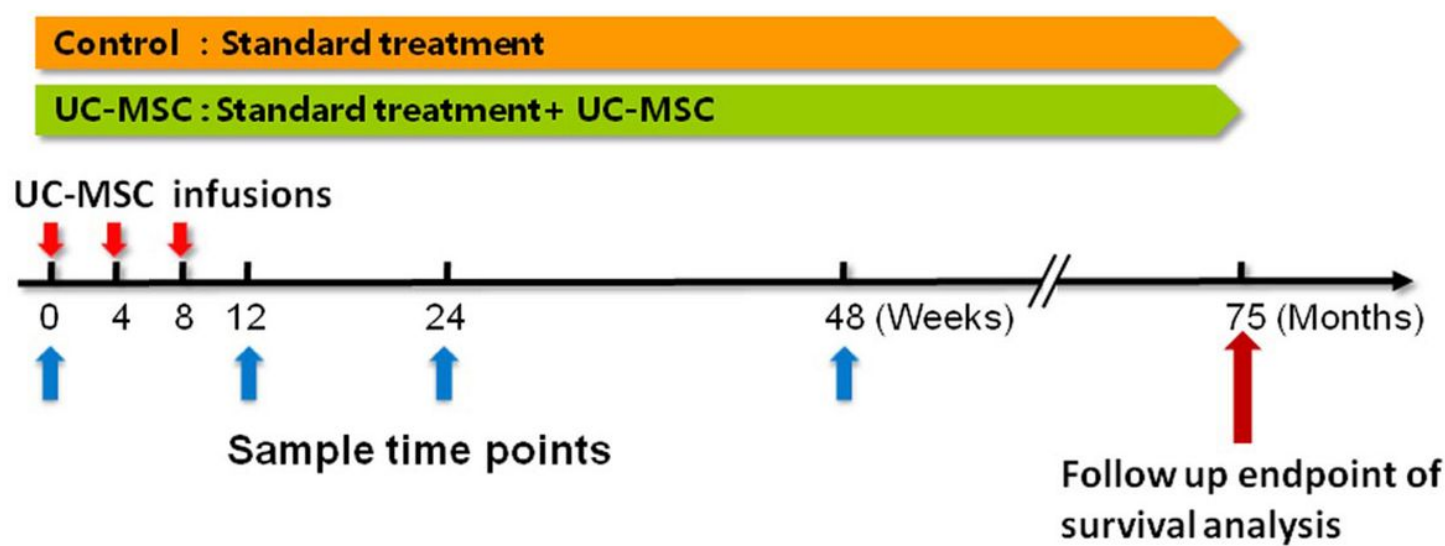 Control : Standard treatment
UC-MSC : Standard treatment+ UC-MSC
UC-MSC infusions
0 4 8 12 24 48 (Weeks) 75 (Months)
Sample time points
Follow up endpoint of
survival analysis